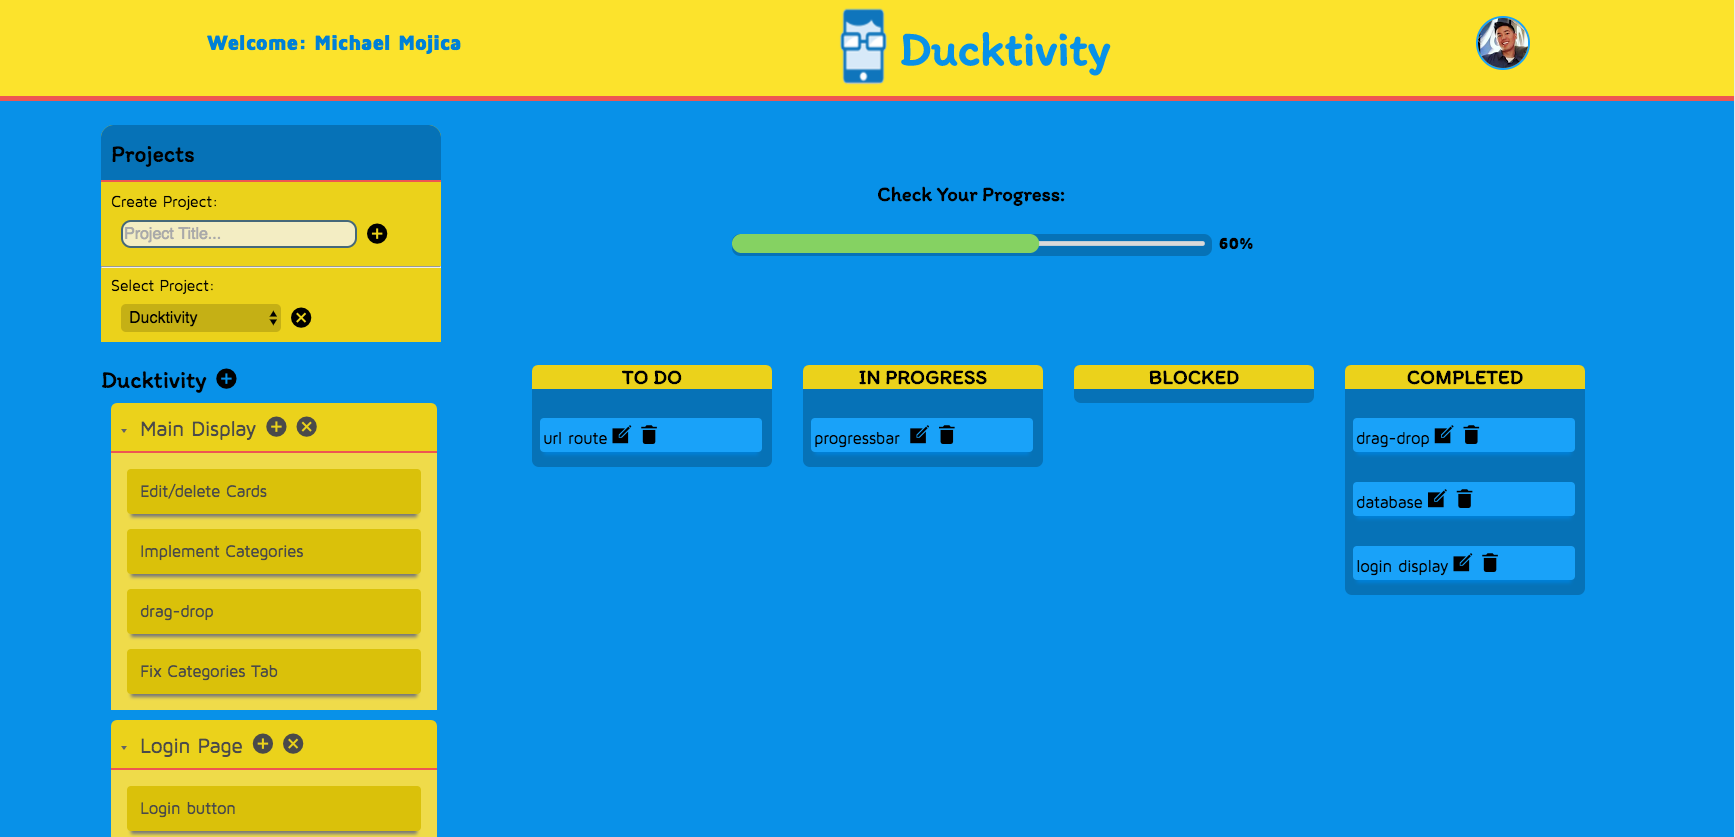 Welcome: Michael Mojica
Ducktivity
Projects
Create Project:
Project Title...
Select Project:
Ducktivity
Ducktivity
Main Display
Edit/delete Cards
Implement Categories
drag-drop
Fix Categories Tab
Login Page
Login button
Check Your Progress:
60%
TO DO
url route
IN PROGRESS
progressbar
BLOCKED
COMPLETED
drag-drop
database
login display